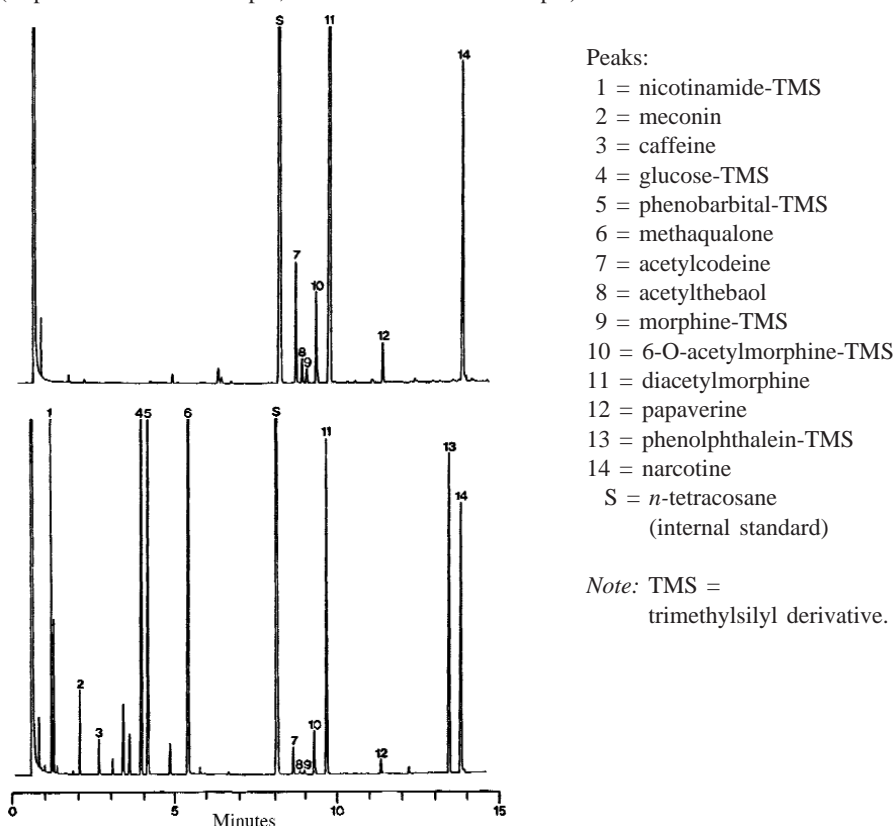 S 11
14
7
10
8
9
12
1 45 6 S 11
13
14
2
3
7
89
10
12
0 5 10 15
Minutes
Peaks:
1 = nicotinamide-TMS
2 = meconin
3 = caffeine
4 = glucose-TMS
5 = phenobarbital-TMS
6 = methaqualone
7 = acetylcodeine
8 = acetylthebaol
9 = morphine-TMS
10 = 6-O-acetylmorphine-TMS
11 = diacetylmorphine
12 = papaverine
13 = phenolphthalein-TMS
14 = narcotine
S = n-tetracosane
(internal standard)
Note: TMS =
trimethylsilyl derivative.